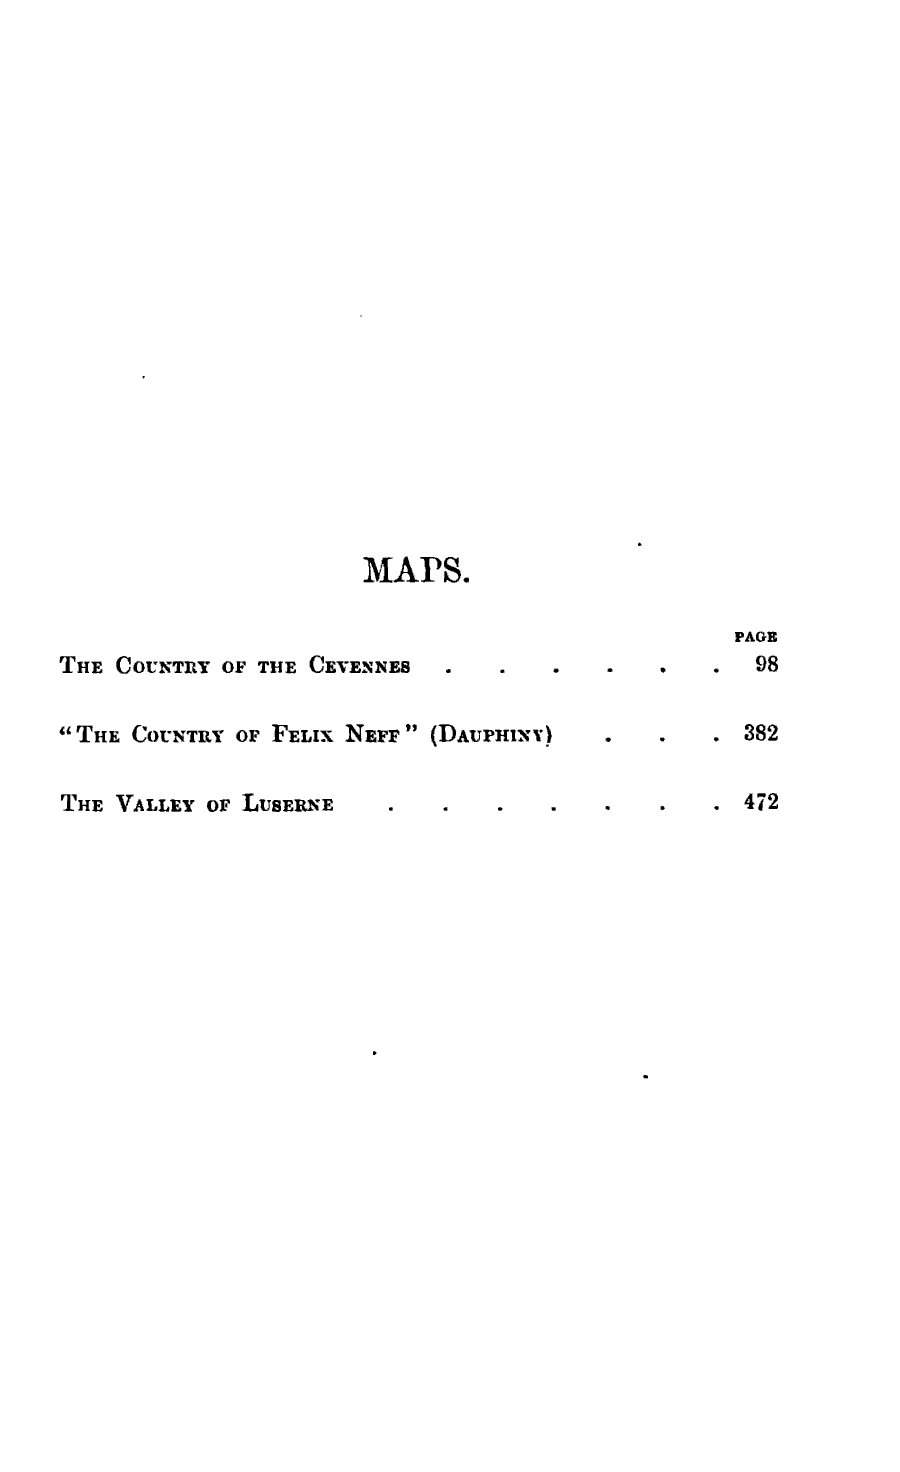 MAPS.
PAGE
THE COUNTRY OF THE CEVENNES . . . . . . 98
“THE COUNTRY OF FELIX NEFF” (DAUPHINY) . . . 382
THE VALLEY OF LUSERNE . . . . . . . 472